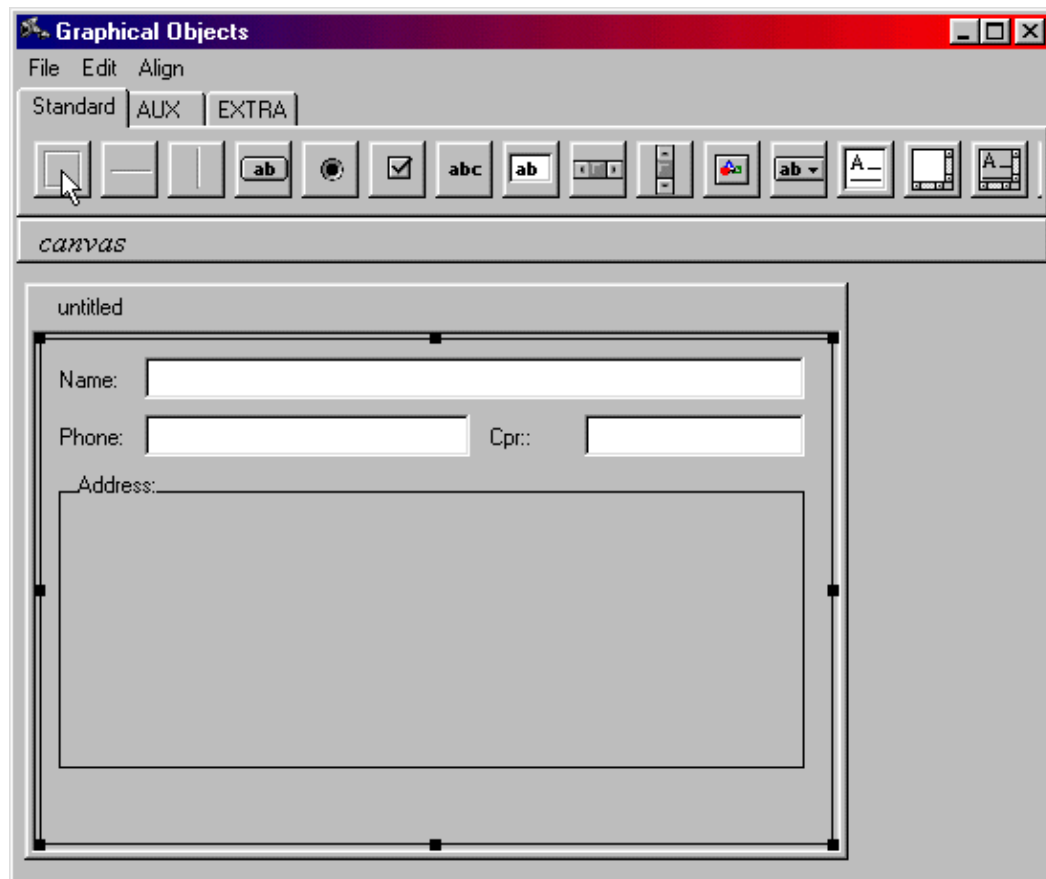 Graphical Objects
File Edit Align
Standard AUX EXTRA
ab abc ab ab A
A
canvas
untitled
Name:
Phone: Cpr::
Address: